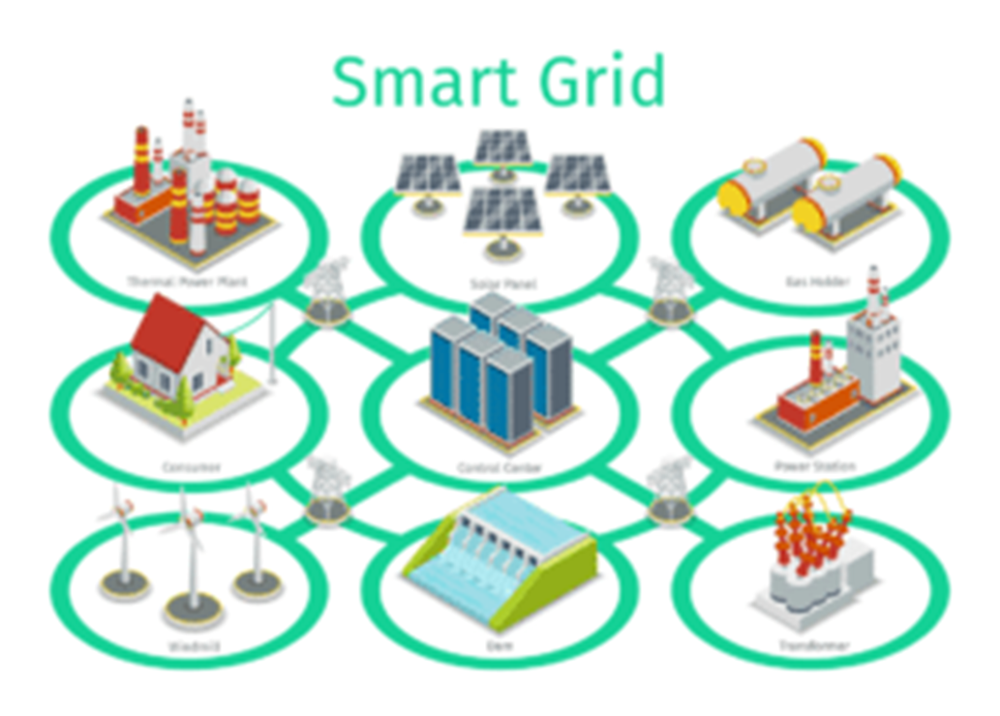 Smart Grid
Thermal Power Plant
Solar Panel
Gas Holder
Consumer
Control Center
Power Station
Windmill
Dam
Transformer